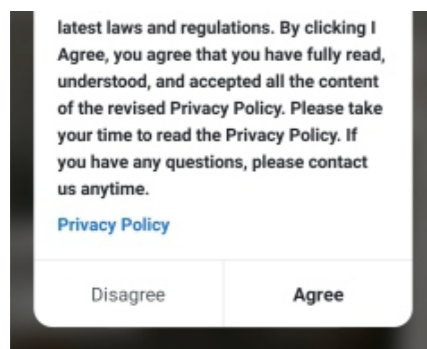 latest laws and regulations. By clicking I
Agree, you agree that you have fully read,
understood, and accepted all the content
of the revised Privacy Policy. Please take
your time to read the Privacy Policy. If
you have any questions, please contact
us anytime.
Privacy Policy
Disagree
Agree